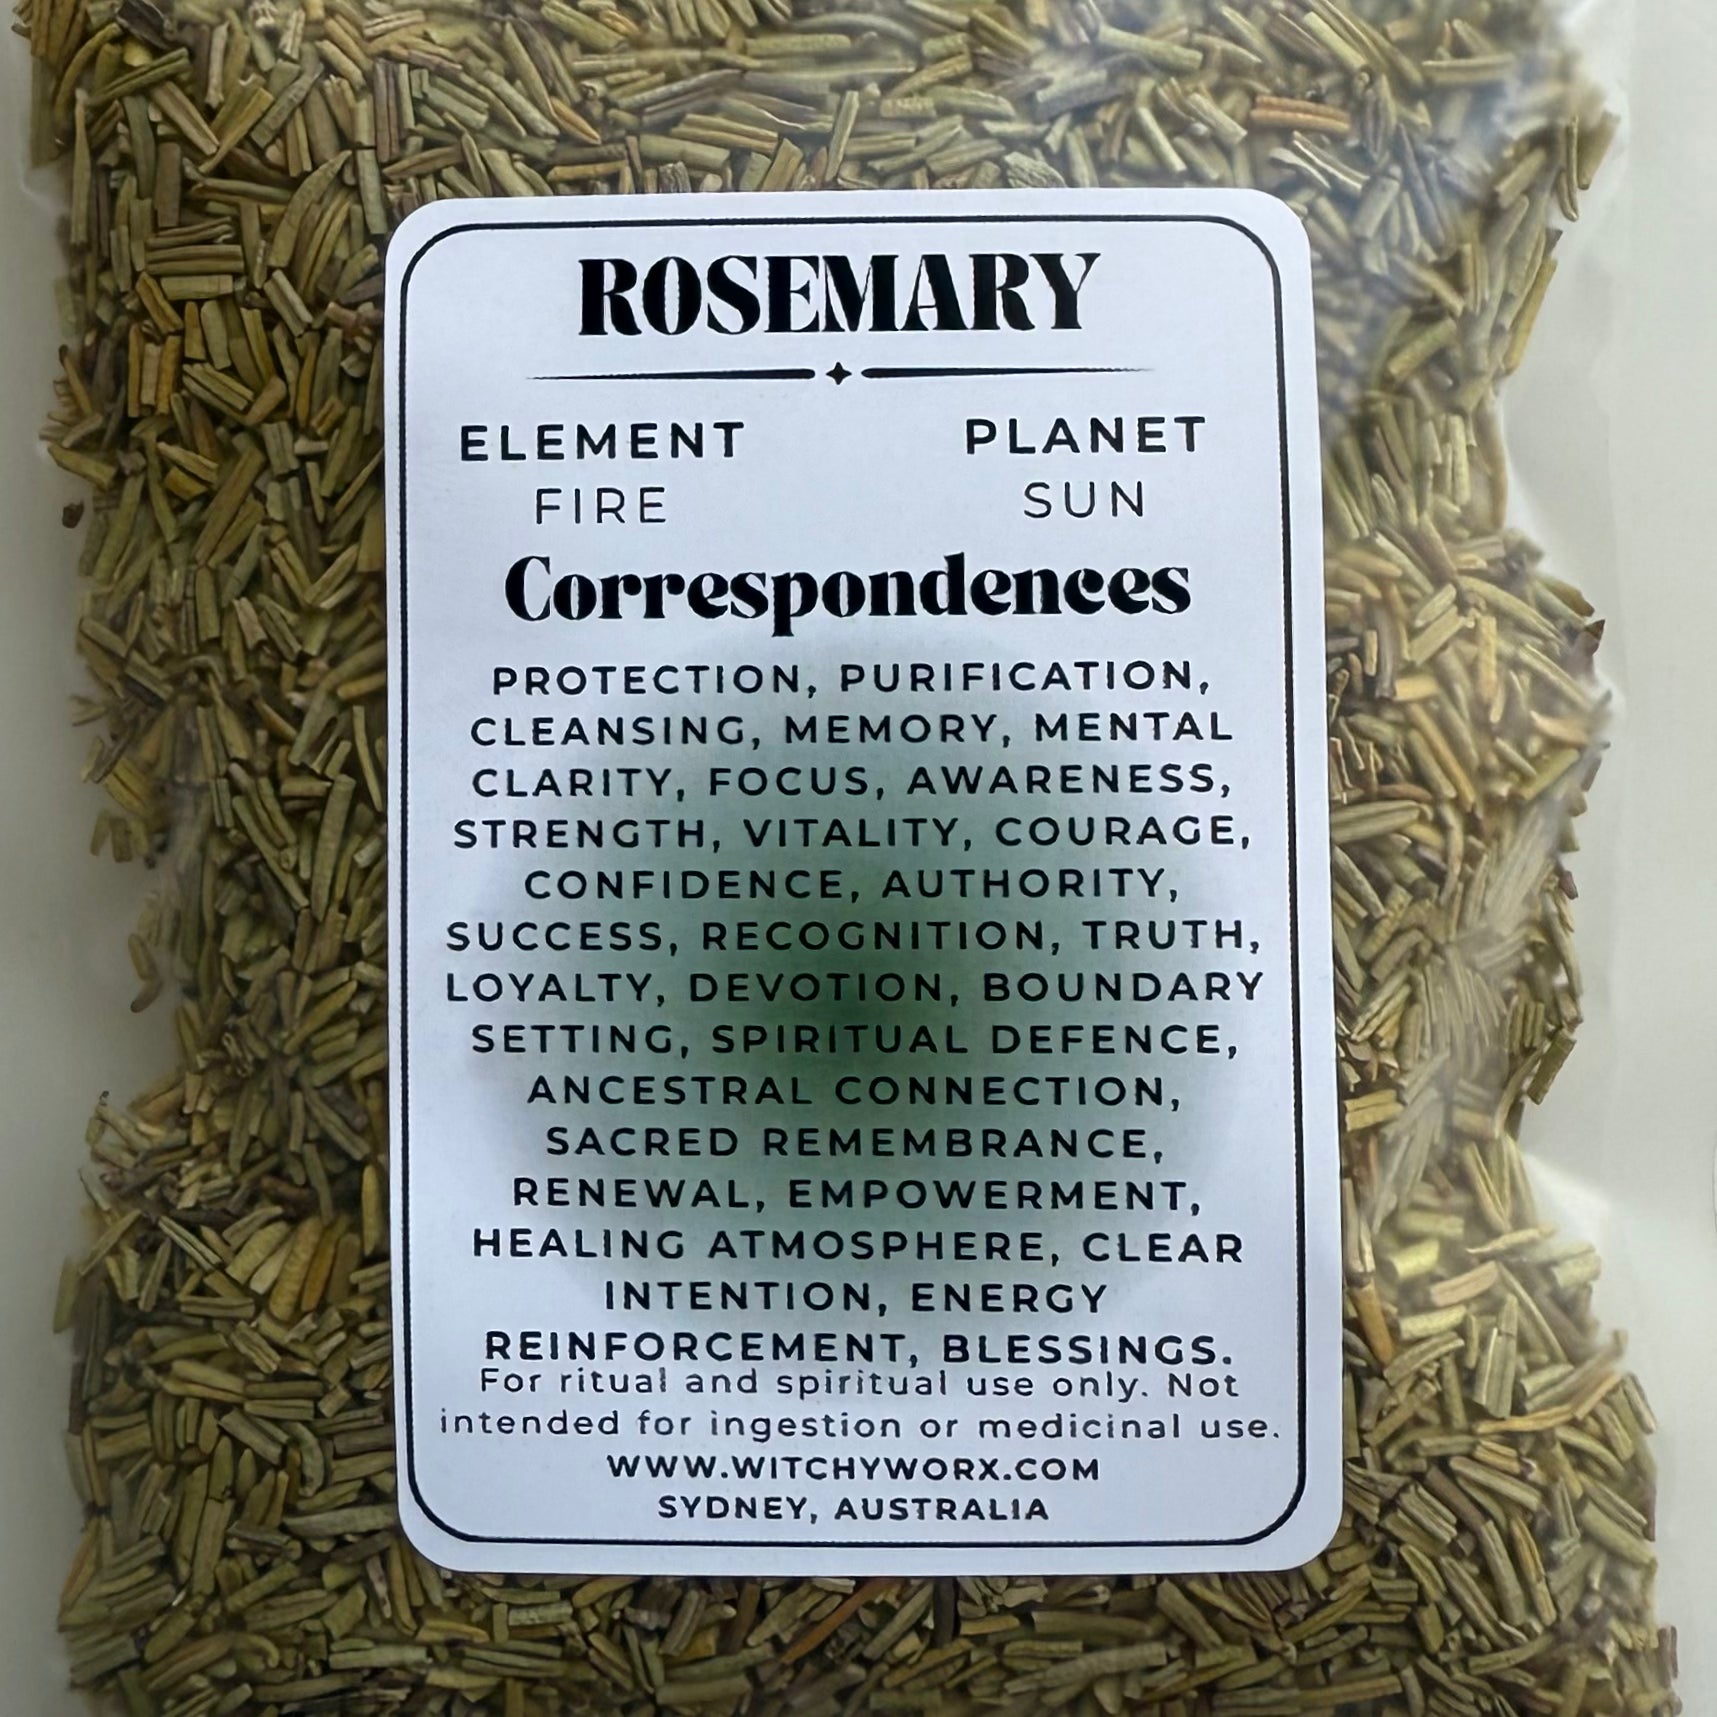 ROSEMARY
ELEMENT PLANET
FIRE SUN
Correspondences
PROTECTION, PURIFICATION,
CLEANSING, MEMORY, MENTAL
CLARITY, FOCUS, AWARENESS,
STRENGTH, VITALITY, COURAGE,
CONFIDENCE, AUTHORITY,
SUCCESS, RECOGNITION, TRUTH,
LOYALTY, DEVOTION, BOUNDARY
SETTING, SPIRITUAL DEFENCE,
ANCESTRAL CONNECTION,
SACRED REMEMBRANCE,
RENEWAL, EMPOWERMENT,
HEALING ATMOSPHERE, CLEAR
INTENTION, ENERGY
REINFORCEMENT, BLESSINGS.
For ritual and spiritual use only. Not
intended for ingestion or medicinal use.
WWW.WITCHYWORX.COM
SYDNEY, AUSTRALIA